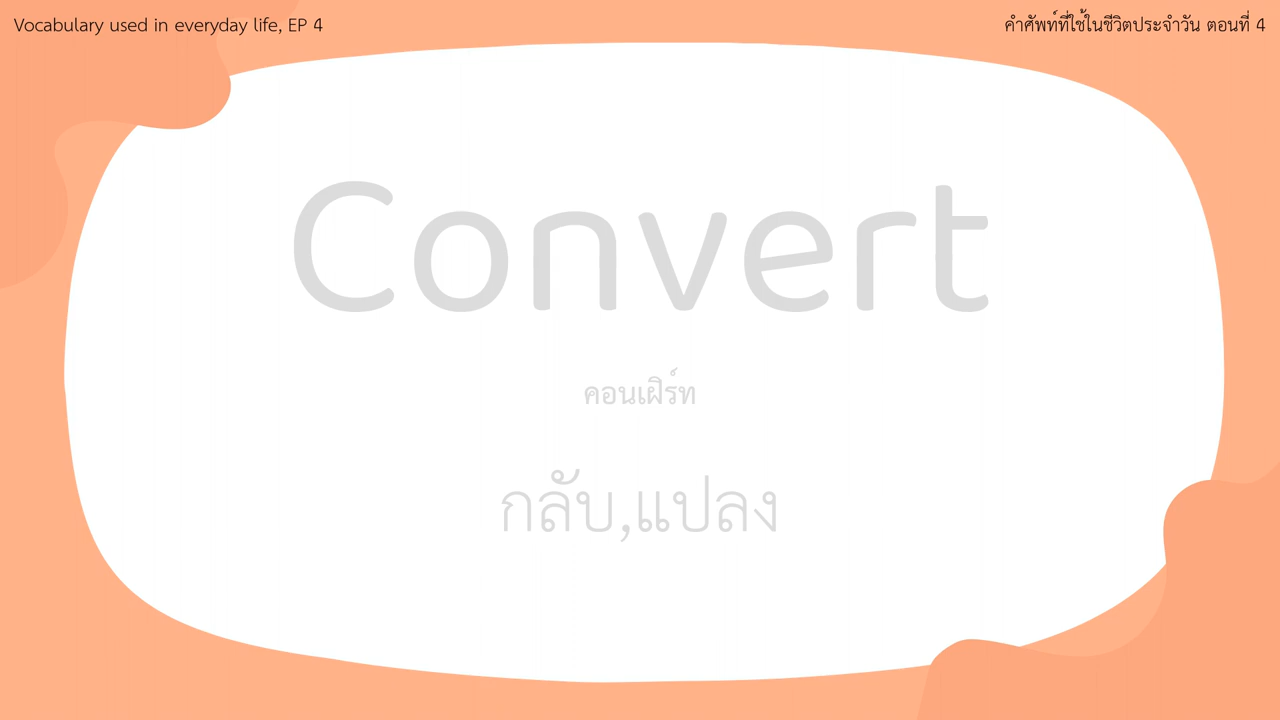 Vocabulary used in everyday life, EP 4
คำศัพท์ที่ใช้ในชีวิตประจำวัน ตอนที่ 4
Convert
คอนเฝิร์ท
กลับ,แปลง